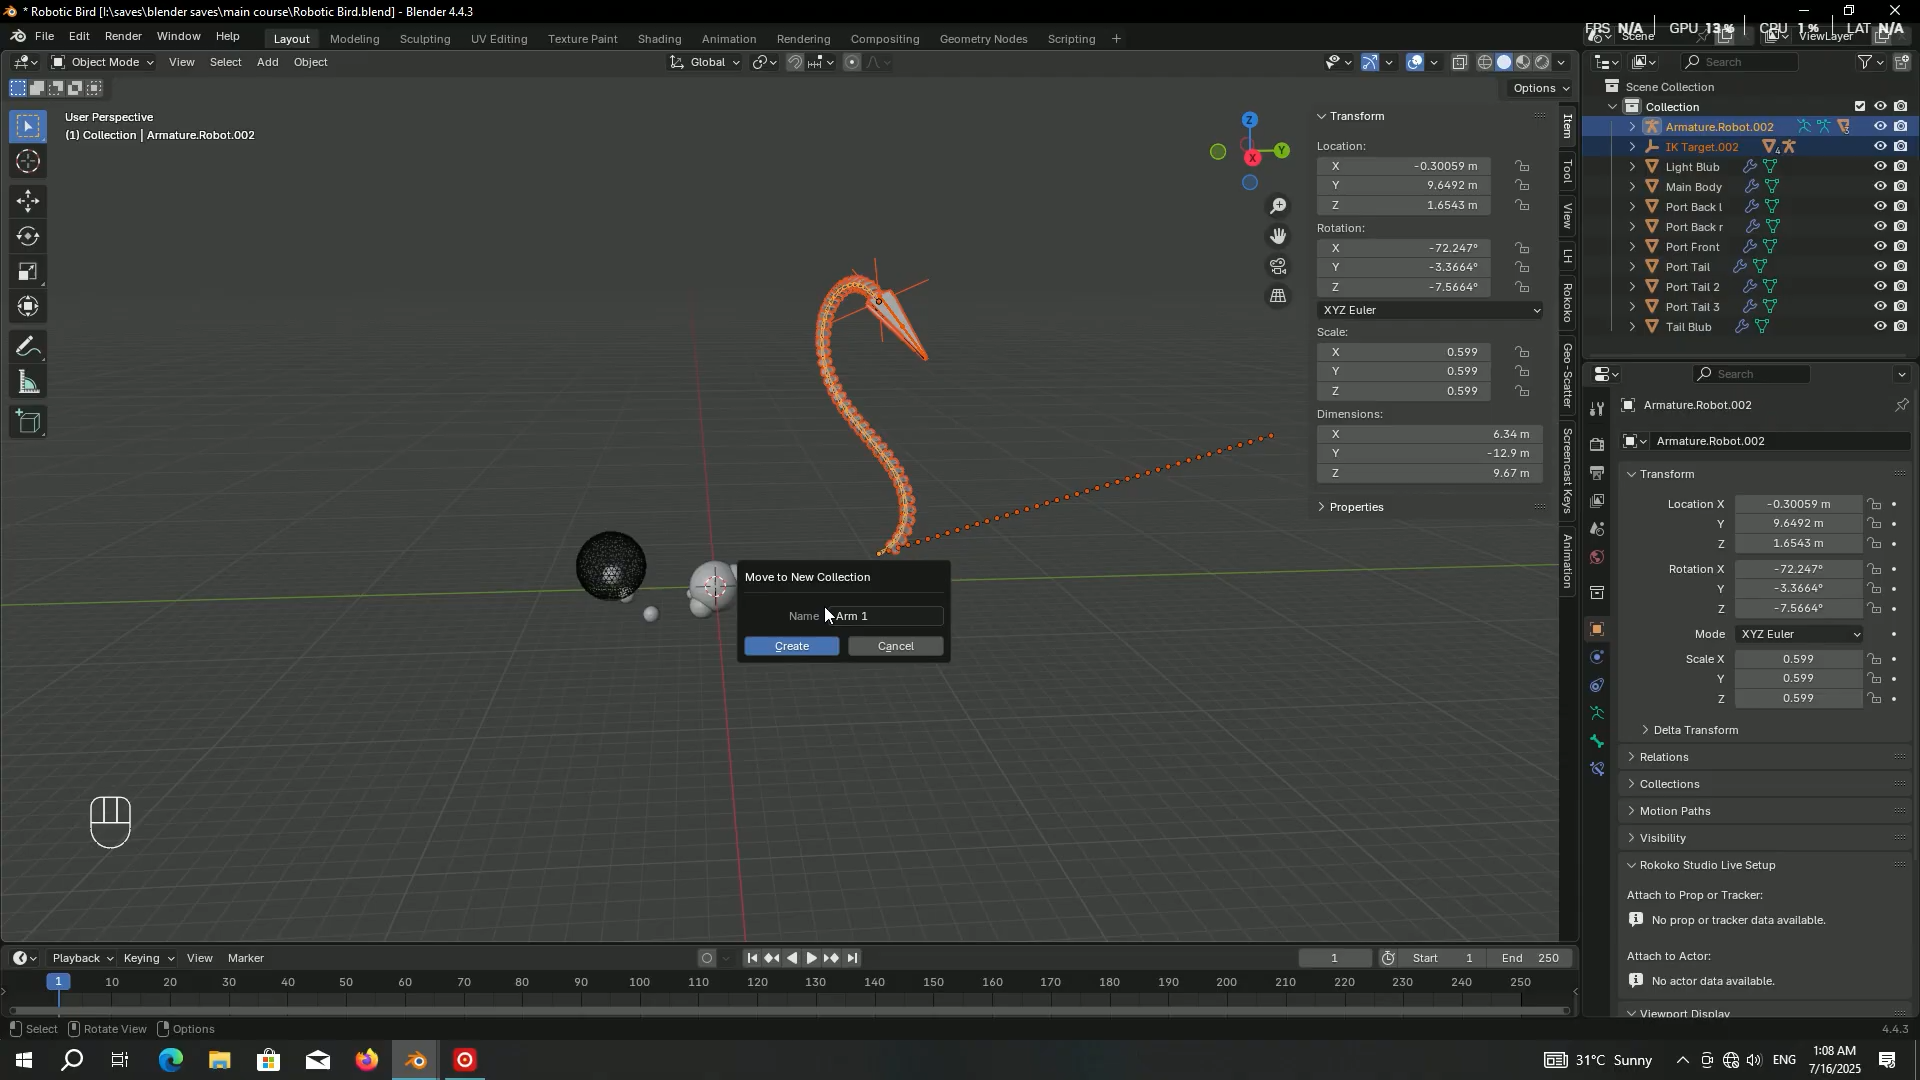 * Robotic Bird [I:\saves\blender saves\main course\Robotic Bird.blend] - Blender 4.4.3
FPS N/A GPU 13% CPU 1% LAT N/A
File Edit Render Window Help
Layout Modeling Sculpting UV Editing Texture Paint Shading Animation Rendering Compositing Geometry Nodes Scripting +
Scene ViewLayer
Object Mode View Select Add Object
Global
Search
Options
User Perspective
(1) Collection | Armature.Robot.002
Z
Y
X
Transform
Location:
X -0.30059 m
Y 9.6492 m
Z 1.6543 m
Rotation:
X -72.247°
Y -3.3664°
Z -7.5664°
XYZ Euler
Scale:
X 0.599
Y 0.599
Z 0.599
Dimensions:
X 6.34 m
Y -12.9 m
Z 9.67 m
Properties
Item
Tool
View
LH
Rokoko
Geo-Scatter
Screencast Keys
Animation
Scene Collection
Collection
Armature.Robot.002
IK Target.002
Light Blub
Main Body
Port Back l
Port Back r
Port Front
Port Tail
Port Tail 2
Port Tail 3
Tail Blub
Search
Armature.Robot.002
Armature.Robot.002
Transform
Location X -0.30059 m
Y 9.6492 m
Z 1.6543 m
Rotation X -72.247°
Y -3.3664°
Z -7.5664°
Mode XYZ Euler
Scale X 0.599
Y 0.599
Z 0.599
Delta Transform
Relations
Collections
Motion Paths
Visibility
Rokoko Studio Live Setup
Attach to Prop or Tracker:
No prop or tracker data available.
Attach to Actor:
No actor data available.
Viewport Display
Move to New Collection
Name Arm 1
Create Cancel
Playback Keying View Marker
1 Start 1 End 250
1 10 20 30 40 50 60 70 80 90 100 110 120 130 140 150 160 170 180 190 200 210 220 230 240 250
Select Rotate View Options
4.4.3
31°C Sunny ENG
1:08 AM
7/16/2025